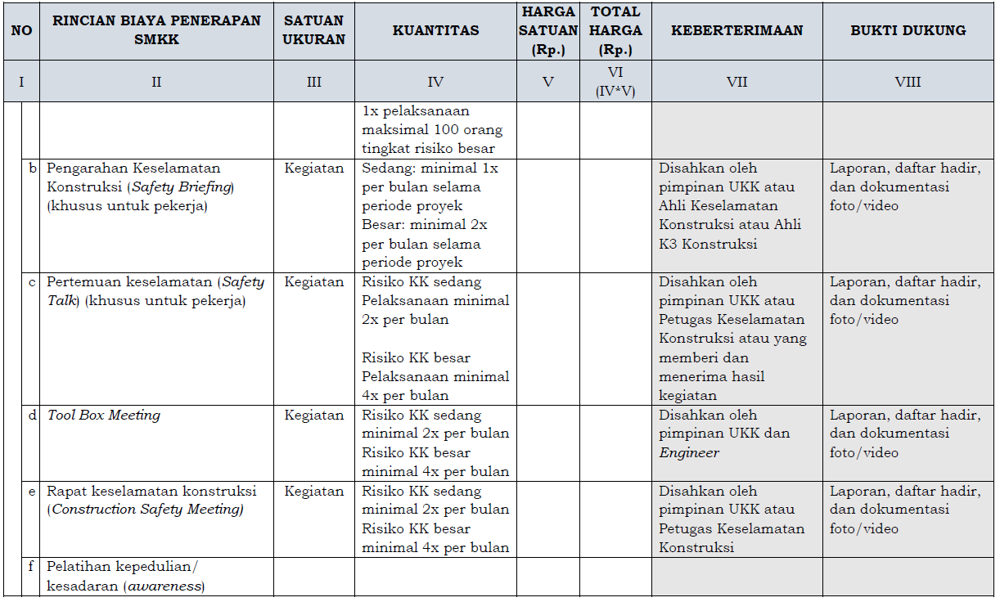 NO
RINCIAN BIAYA PENERAPAN
SMKK
SATUAN
UKURAN
KUANTITAS
HARGA
SATUAN
(Rp.)
TOTAL
HARGA
(Rp.)
KEBERTERIMAAN
BUKTI DUKUNG
I
II
III
IV
V
VI
(IV*V)
VII
VIII
1x pelaksanaan
maksimal 100 orang
tingkat risiko besar
b
Pengarahan Keselamatan
Konstruksi (Safety Briefing)
(khusus untuk pekerja)
Kegiatan
Sedang: minimal 1x
per bulan selama
periode proyek
Besar: minimal 2x
per bulan selama
periode proyek
Disahkan oleh
pimpinan UKK atau
Ahli Keselamatan
Konstruksi atau Ahli
K3 Konstruksi
Laporan, daftar hadir,
dan dokumentasi
foto/video
c
Pertemuan keselamatan (Safety
Talk) (khusus untuk pekerja)
Kegiatan
Risiko KK sedang
Pelaksanaan minimal
2x per bulan
Risiko KK besar
Pelaksanaan minimal
4x per bulan
Disahkan oleh
pimpinan UKK atau
Petugas Keselamatan
Konstruksi atau yang
memberi dan
menerima hasil
kegiatan
Laporan, daftar hadir,
dan dokumentasi
foto/video
d
Tool Box Meeting
Kegiatan
Risiko KK sedang
minimal 2x per bulan
Risiko KK besar
minimal 4x per bulan
Disahkan oleh
pimpinan UKK dan
Engineer
Laporan, daftar hadir,
dan dokumentasi
foto/video
e
Rapat keselamatan konstruksi
(Construction Safety Meeting)
Kegiatan
Risiko KK sedang
minimal 2x per bulan
Risiko KK besar
minimal 4x per bulan
Disahkan oleh
pimpinan UKK atau
Petugas Keselamatan
Konstruksi
Laporan, daftar hadir,
dan dokumentasi
foto/video
f
Pelatihan kepedulian/
kesadaran (awareness)